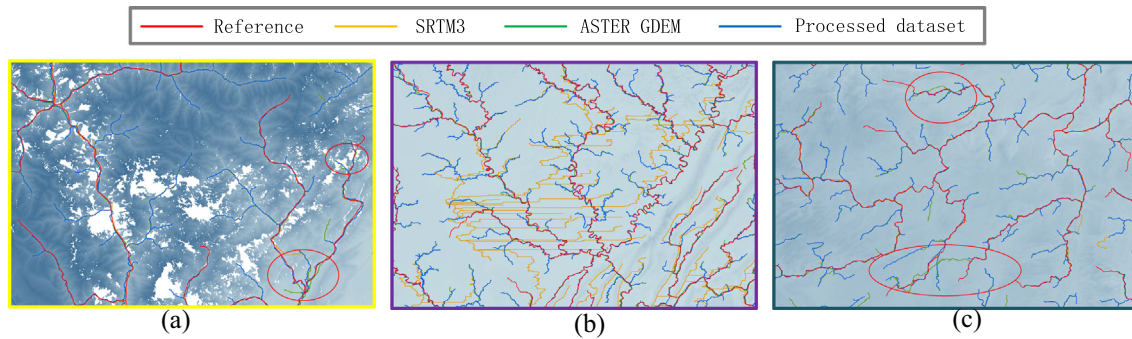 Reference SRTM3 ASTER GDEM Processed dataset
(a) (b) (c)